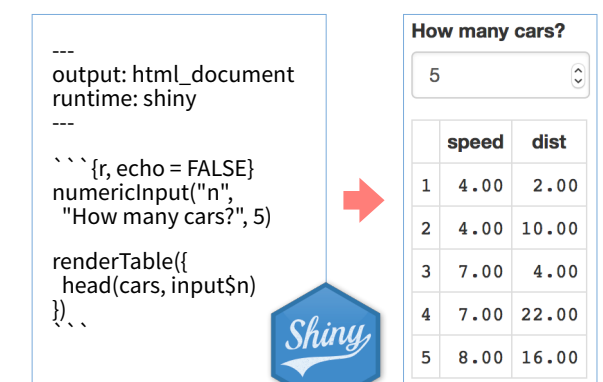 ---
output: html_document
runtime: shiny
---
```{r, echo = FALSE}
numericInput("n",
  "How many cars?", 5)

renderTable({
  head(cars, input$n)
})
```
Shiny
How many cars?
5
speed dist
1 4.00 2.00
2 4.00 10.00
3 7.00 4.00
4 7.00 22.00
5 8.00 16.00